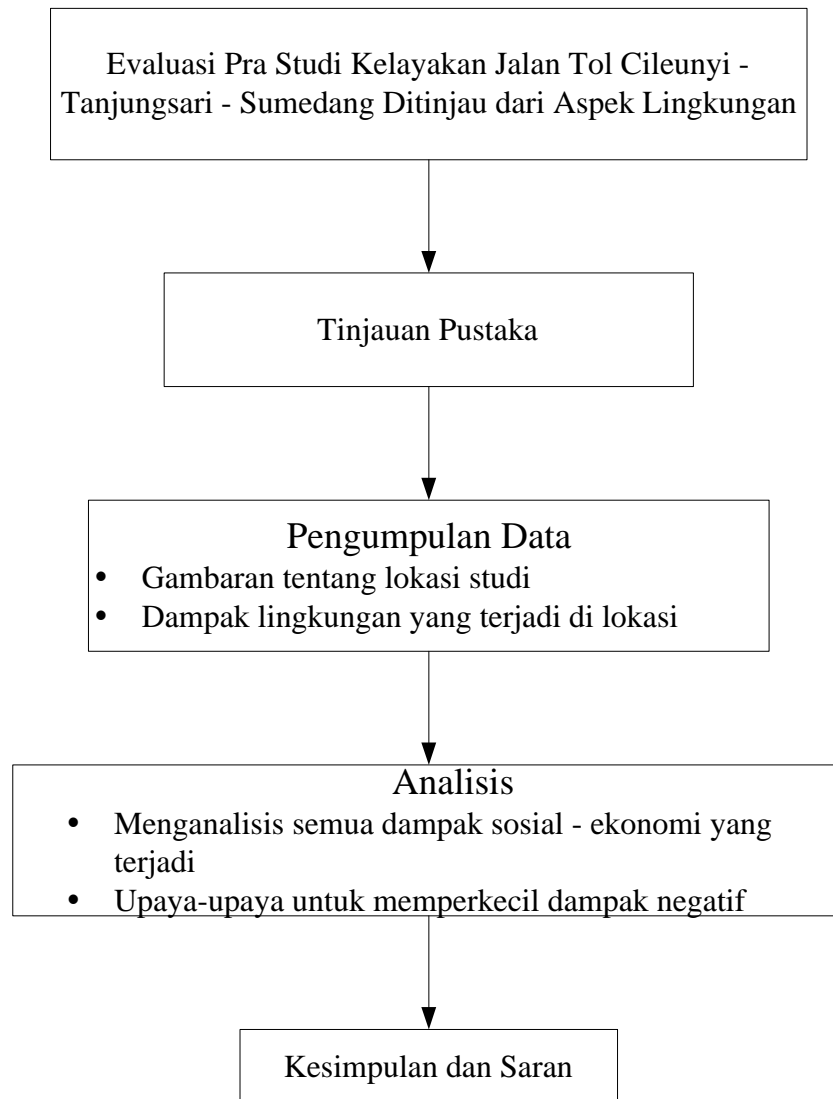 Evaluasi Pra Studi Kelayakan Jalan Tol Cileunyi -
Tanjungsari - Sumedang Ditinjau dari Aspek Lingkungan
Tinjauan Pustaka
Pengumpulan Data
• Gambaran tentang lokasi studi
• Dampak lingkungan yang terjadi di lokasi
Analisis
• Menganalisis semua dampak sosial - ekonomi yang
terjadi
• Upaya-upaya untuk memperkecil dampak negatif
Kesimpulan dan Saran